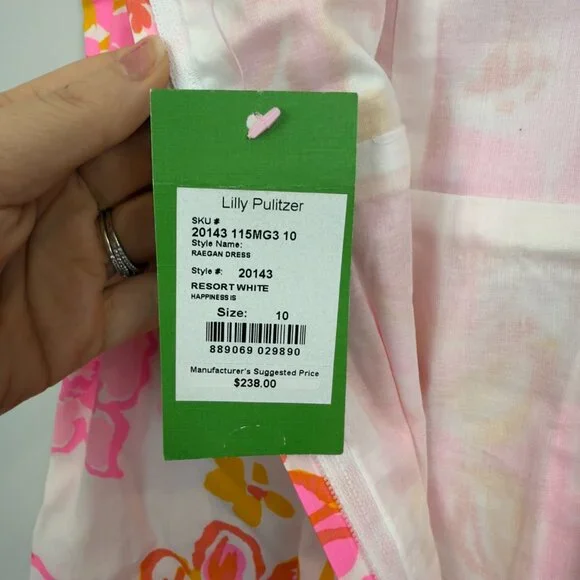 Lilly Pulitzer
SKU #
20143 115MG3 10
Style Name:
RAEGAN DRESS
Style #: 20143
RESORT WHITE
HAPPINESS IS
Size: 10
889069 029890
Manufacturer's Suggested Price
$238.00